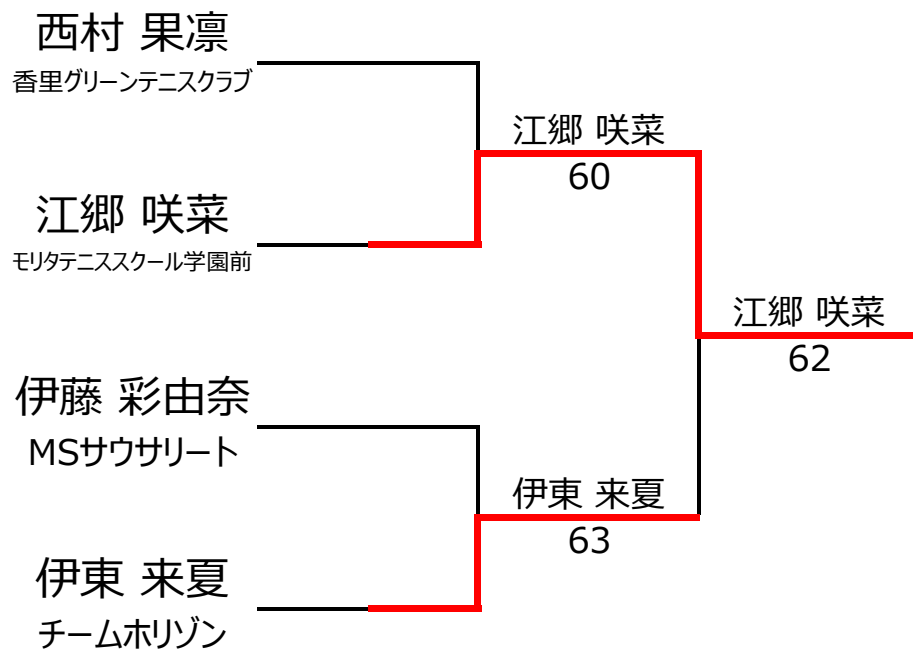 西村 果凛
香里グリーンテニスクラブ
江郷 咲菜
60
江郷 咲菜
モリタテニススクール学園前
江郷 咲菜
62
伊藤 彩由奈
MSサウサリート
伊東 来夏
63
伊東 来夏
チームホリゾン